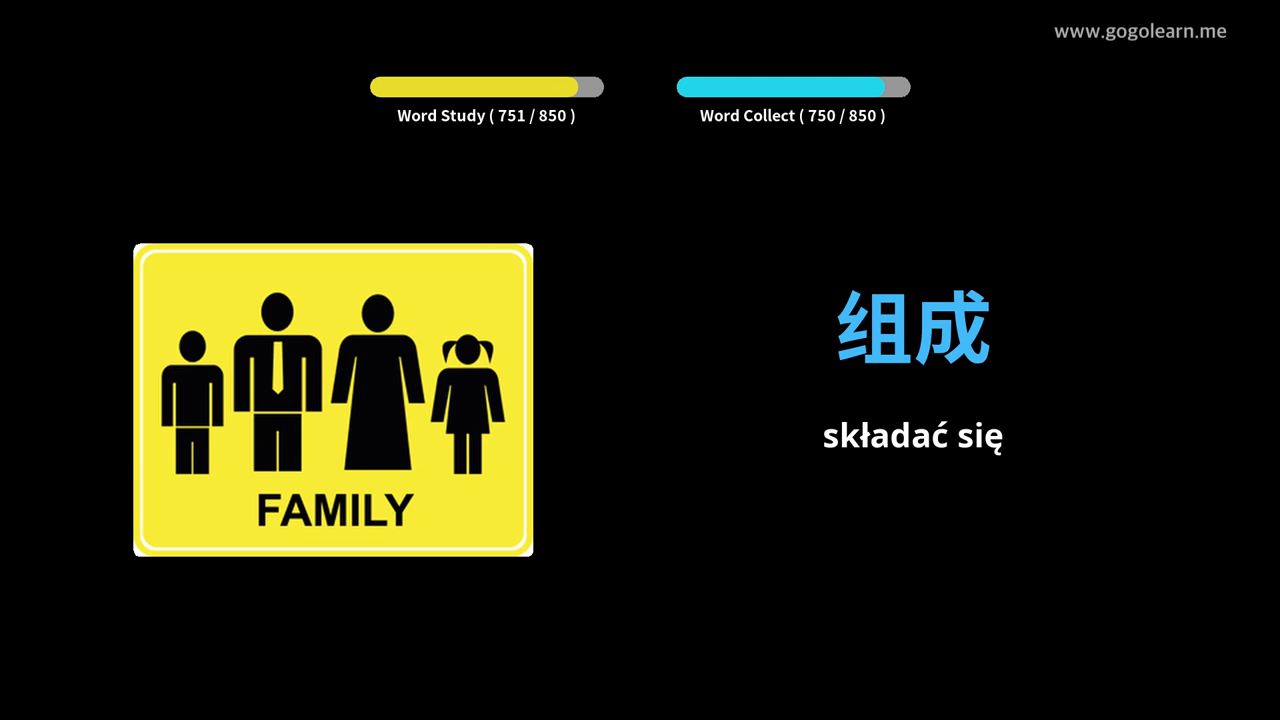 www.gogolearn.me
Word Study ( 751 / 850 )
Word Collect ( 750 / 850 )
组成
składać się
FAMILY